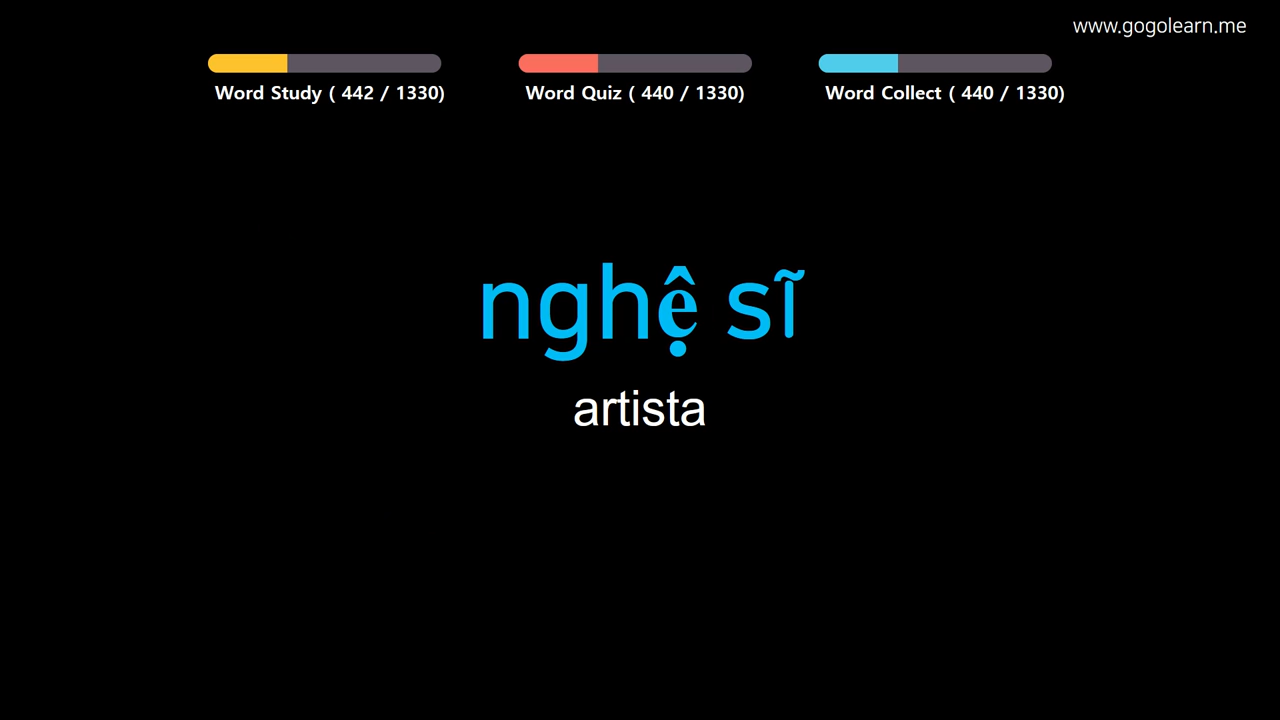 www.gogolearn.me
Word Study ( 442 / 1330)
Word Quiz ( 440 / 1330)
Word Collect ( 440 / 1330)
nghệ sĩ
artista